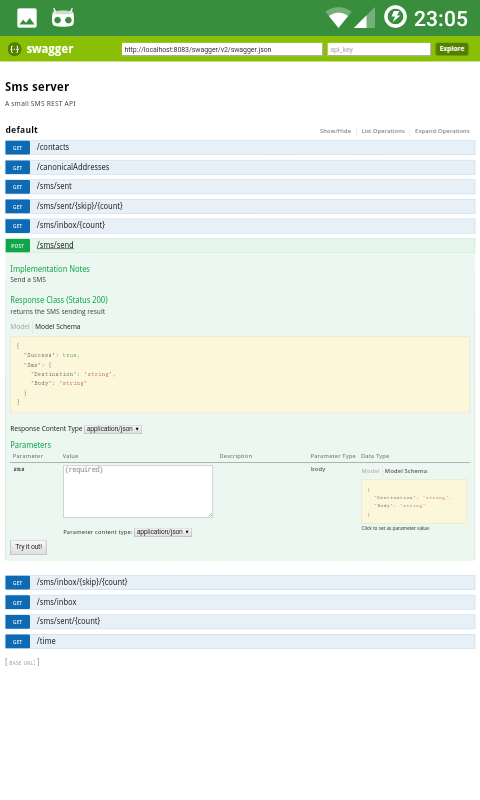 23:05
swagger
http://localhost:8083/swagger/v2/swagger.json
api_key
Explore
Sms server
A small SMS REST API
default
Show/Hide
List Operations
Expand Operations
GET /contacts
GET /canonicalAddresses
GET /sms/sent
GET /sms/sent/{skip}/{count}
GET /sms/inbox/{count}
POST /sms/send
Implementation Notes
Send a SMS
Response Class (Status 200)
returns the SMS sending result
Model Model Schema
{
"Success": true,
"Sms": {
"Destination": "string",
"Body": "string"
}
}
Response Content Type application/json
Parameters
Parameter Value Description Parameter Type Data Type
sms (required) body Model Model Schema
{
"Destination": "string",
"Body": "string"
}
Click to set as parameter value
Parameter content type: application/json
Try it out!
GET /sms/inbox/{skip}/{count}
GET /sms/inbox
GET /sms/sent/{count}
GET /time
[ BASE URL: ]